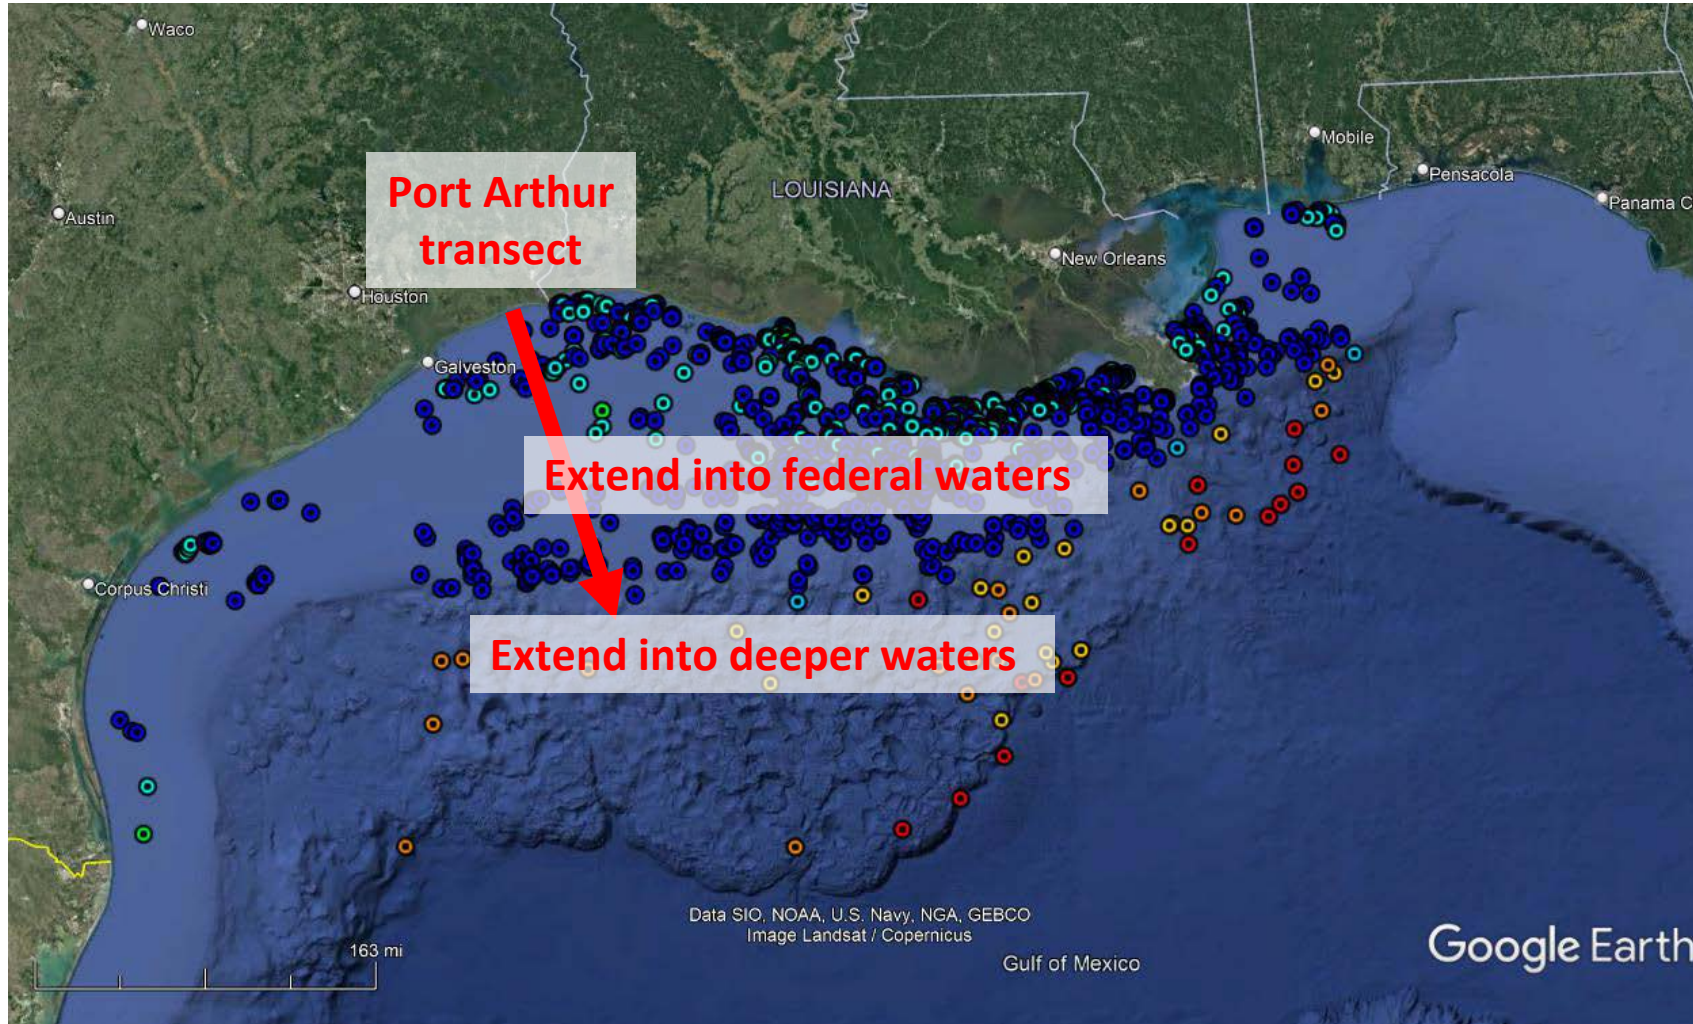 Waco
Mobile
Pensacola
Panama C
Port Arthur
transect
LOUISIANA
Austin
New Orleans
Houston
Galveston
Extend into federal waters
Corpus Christi
Extend into deeper waters
Data SIO, NOAA, U.S. Navy, NGA, GEBCO
Image Landsat / Copernicus
163 mi
Gulf of Mexico
Google Earth